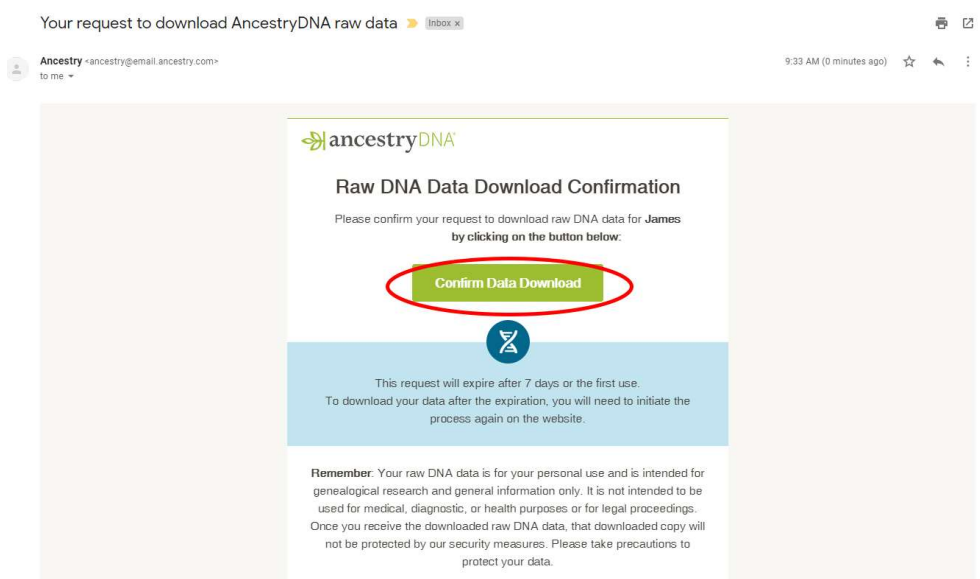 Your request to download AncestryDNA raw data Inbox x
Ancestry <ancestry@email.ancestry.com> 9:33 AM (0 minutes ago)
to me
ancestryDNA
Raw DNA Data Download Confirmation
Please confirm your request to download raw DNA data for James
by clicking on the button below:
Confirm Data Download
This request will expire after 7 days or the first use.
To download your data after the expiration, you will need to initiate the
process again on the website.
Remember: Your raw DNA data is for your personal use and is intended for
genealogical research and general information only. It is not intended to be
used for medical, diagnostic, or health purposes or for legal proceedings.
Once you receive the downloaded raw DNA data, that downloaded copy will
not be protected by our security measures. Please take precautions to
protect your data.